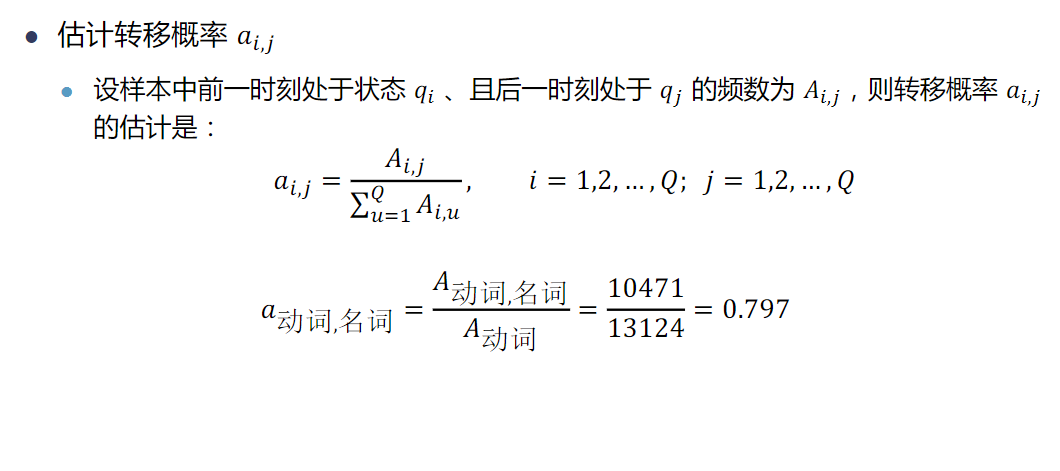 估计转移概率 a_{i,j}
设样本中前一时刻处于状态 q_i 、且后一时刻处于 q_j 的频数为 A_{i,j} ，则转移概率 a_{i,j}
的估计是：
a_{i,j} = \frac{A_{i,j}}{\sum_{u=1}^{Q} A_{i,u}}, i = 1,2, … , Q; j = 1,2, … , Q
a_{动词,名词} = \frac{A_{动词,名词}}{A_{动词}} = \frac{10471}{13124} = 0.797